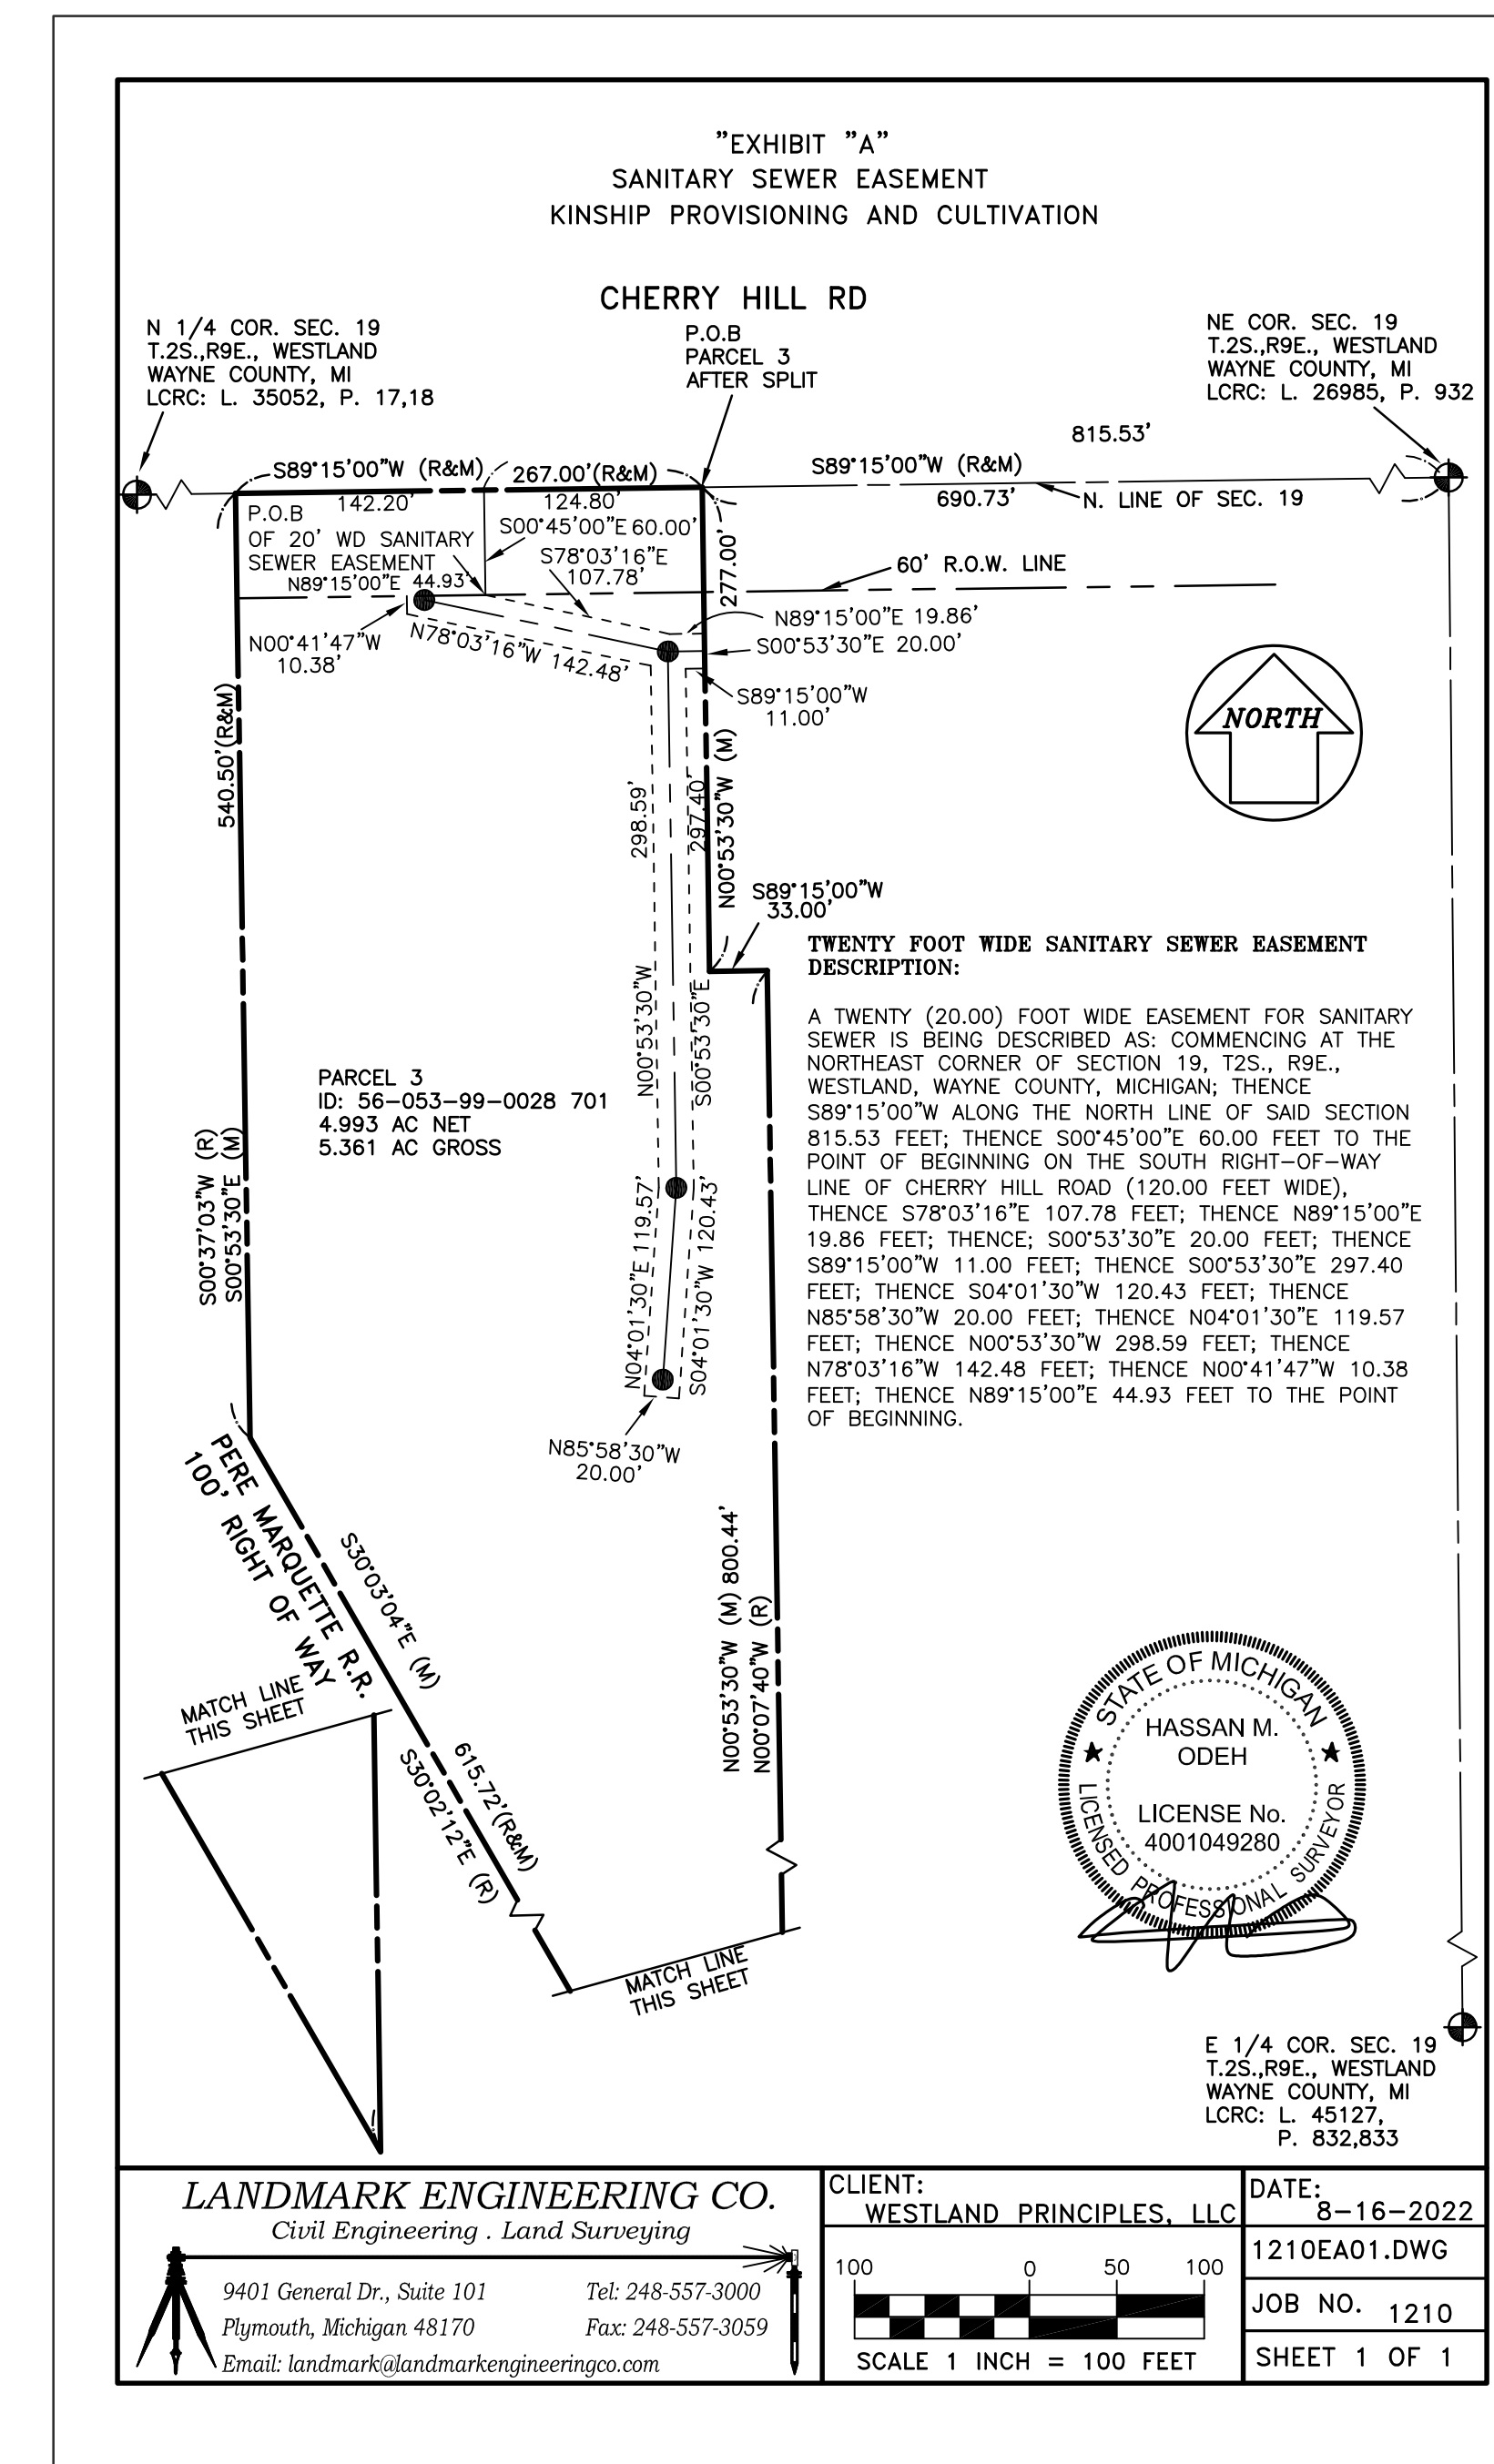 "EXHIBIT "A"
SANITARY SEWER EASEMENT
KINSHIP PROVISIONING AND CULTIVATION
CHERRY HILL RD
N 1/4 COR. SEC. 19
T.2S.,R9E., WESTLAND
WAYNE COUNTY, MI
LCRC: L. 35052, P. 17,18
P.O.B
PARCEL 3
AFTER SPLIT
NE COR. SEC. 19
T.2S.,R9E., WESTLAND
WAYNE COUNTY, MI
LCRC: L. 26985, P. 932
815.53'
S89°15'00"W (R&M)
267.00'(R&M)
S89°15'00"W (R&M)
142.20'
124.80'
690.73'
N. LINE OF SEC. 19
P.O.B
OF 20' WD SANITARY
SEWER EASEMENT
S00°45'00"E 60.00'
S78°03'16"E
107.78'
N89°15'00"E 44.93'
277.00'
60' R.O.W. LINE
N00°41'47"W
10.38'
N78°03'16"W 142.48'
N89°15'00"E 19.86'
S00°53'30"E 20.00'
S89°15'00"W
11.00'
NORTH
540.50'(R&M)
298.59'
297.40'
N00°53'30"W (M)
S89°15'00"W
33.00'
N00°53'30"W
S00°53'30"E
TWENTY FOOT WIDE SANITARY SEWER EASEMENT
DESCRIPTION:
A TWENTY (20.00) FOOT WIDE EASEMENT FOR SANITARY
SEWER IS BEING DESCRIBED AS: COMMENCING AT THE
NORTHEAST CORNER OF SECTION 19, T2S., R9E.,
WESTLAND, WAYNE COUNTY, MICHIGAN; THENCE
S89°15'00"W ALONG THE NORTH LINE OF SAID SECTION
815.53 FEET; THENCE S00°45'00"E 60.00 FEET TO THE
POINT OF BEGINNING ON THE SOUTH RIGHT-OF-WAY
LINE OF CHERRY HILL ROAD (120.00 FEET WIDE),
THENCE S78°03'16"E 107.78 FEET; THENCE N89°15'00"E
19.86 FEET; THENCE; S00°53'30"E 20.00 FEET; THENCE
S89°15'00"W 11.00 FEET; THENCE S00°53'30"E 297.40
FEET; THENCE S04°01'30"W 120.43 FEET; THENCE
N85°58'30"W 20.00 FEET; THENCE N04°01'30"E 119.57
FEET; THENCE N00°53'30"W 298.59 FEET; THENCE
N78°03'16"W 142.48 FEET; THENCE N00°41'47"W 10.38
FEET; THENCE N89°15'00"E 44.93 FEET TO THE POINT
OF BEGINNING.
PARCEL 3
ID: 56-053-99-0028 701
4.993 AC NET
5.361 AC GROSS
S00°37'03"W (R)
S00°53'30"E (M)
N04°01'30"E 119.57'
S04°01'30"W 120.43'
N85°58'30"W
20.00'
PERE MARQUETTE R.R.
100' RIGHT OF WAY
S30°03'04"E (M)
615.72'(R&M)
S30°02'12"E (R)
N00°53'30"W (M) 800.44'
N00°07'40"W (R)
MATCH LINE
THIS SHEET
MATCH LINE
THIS SHEET
STATE OF MICHIGAN
HASSAN M.
ODEH
LICENSE No.
4001049280
LICENSED PROFESSIONAL SURVEYOR
E 1/4 COR. SEC. 19
T.2S.,R9E., WESTLAND
WAYNE COUNTY, MI
LCRC: L. 45127,
P. 832,833
LANDMARK ENGINEERING CO.
Civil Engineering . Land Surveying
9401 General Dr., Suite 101
Tel: 248-557-3000
Plymouth, Michigan 48170
Fax: 248-557-3059
Email: landmark@landmarkengineeringco.com
CLIENT:
WESTLAND PRINCIPLES, LLC
100 0 50 100
SCALE 1 INCH = 100 FEET
DATE:
8-16-2022
1210EA01.DWG
JOB NO. 1210
SHEET 1 OF 1